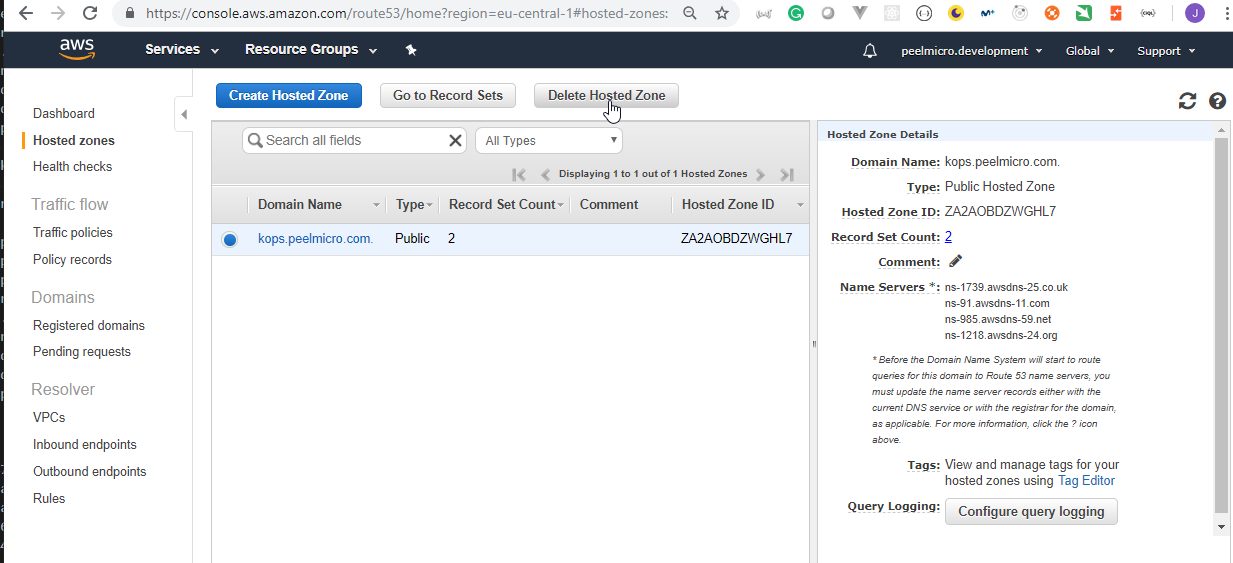 https://console.aws.amazon.com/route53/home?region=eu-central-1#hosted-zones:
aws
Services
Resource Groups
peelmicro.development
Global
Support
J
Dashboard
Hosted zones
Health checks
Traffic flow
Traffic policies
Policy records
Domains
Registered domains
Pending requests
Resolver
VPCs
Inbound endpoints
Outbound endpoints
Rules
Create Hosted Zone
Go to Record Sets
Delete Hosted Zone
Search all fields
All Types
Displaying 1 to 1 out of 1 Hosted Zones
Domain Name Type Record Set Count Comment Hosted Zone ID
kops.peelmicro.com. Public 2 ZA2AOBDZWGHL7
Hosted Zone Details
Domain Name: kops.peelmicro.com.
Type: Public Hosted Zone
Hosted Zone ID: ZA2AOBDZWGHL7
Record Set Count: 2
Comment:
Name Servers *: ns-1739.awsdns-25.co.uk
ns-91.awsdns-11.com
ns-985.awsdns-59.net
ns-1218.awsdns-24.org
* Before the Domain Name System will start to route
queries for this domain to Route 53 name servers, you
must update the name server records either with the
current DNS service or with the registrar for the domain,
as applicable. For more information, click the ? icon
above.
Tags: View and manage tags for your
hosted zones using Tag Editor
Query Logging: Configure query logging